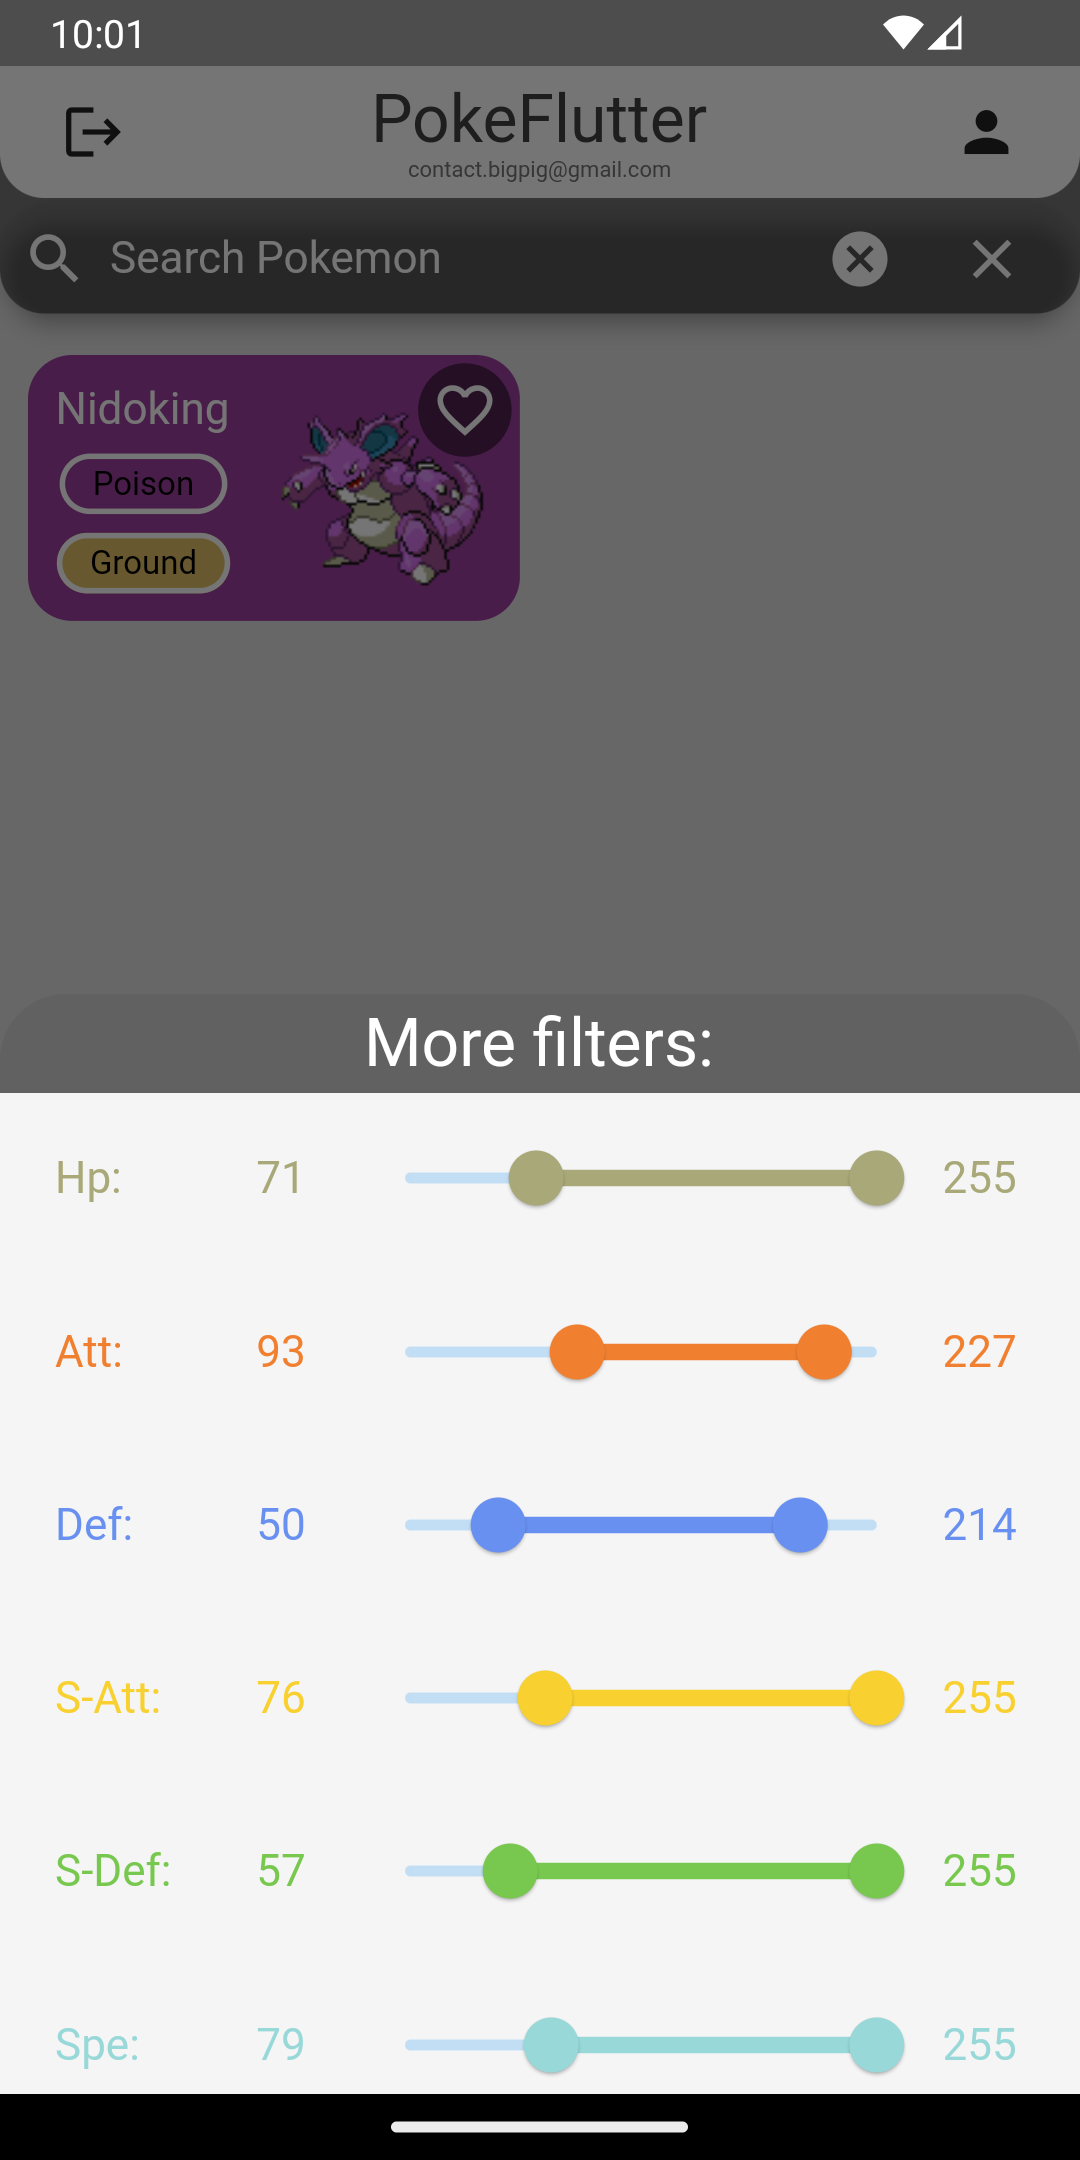 10:01
PokeFlutter
contact.bigpig@gmail.com
Search Pokemon
Nidoking
Poison
Ground
More filters:
Hp: 71 255
Att: 93 227
Def: 50 214
S-Att: 76 255
S-Def: 57 255
Spe: 79 255